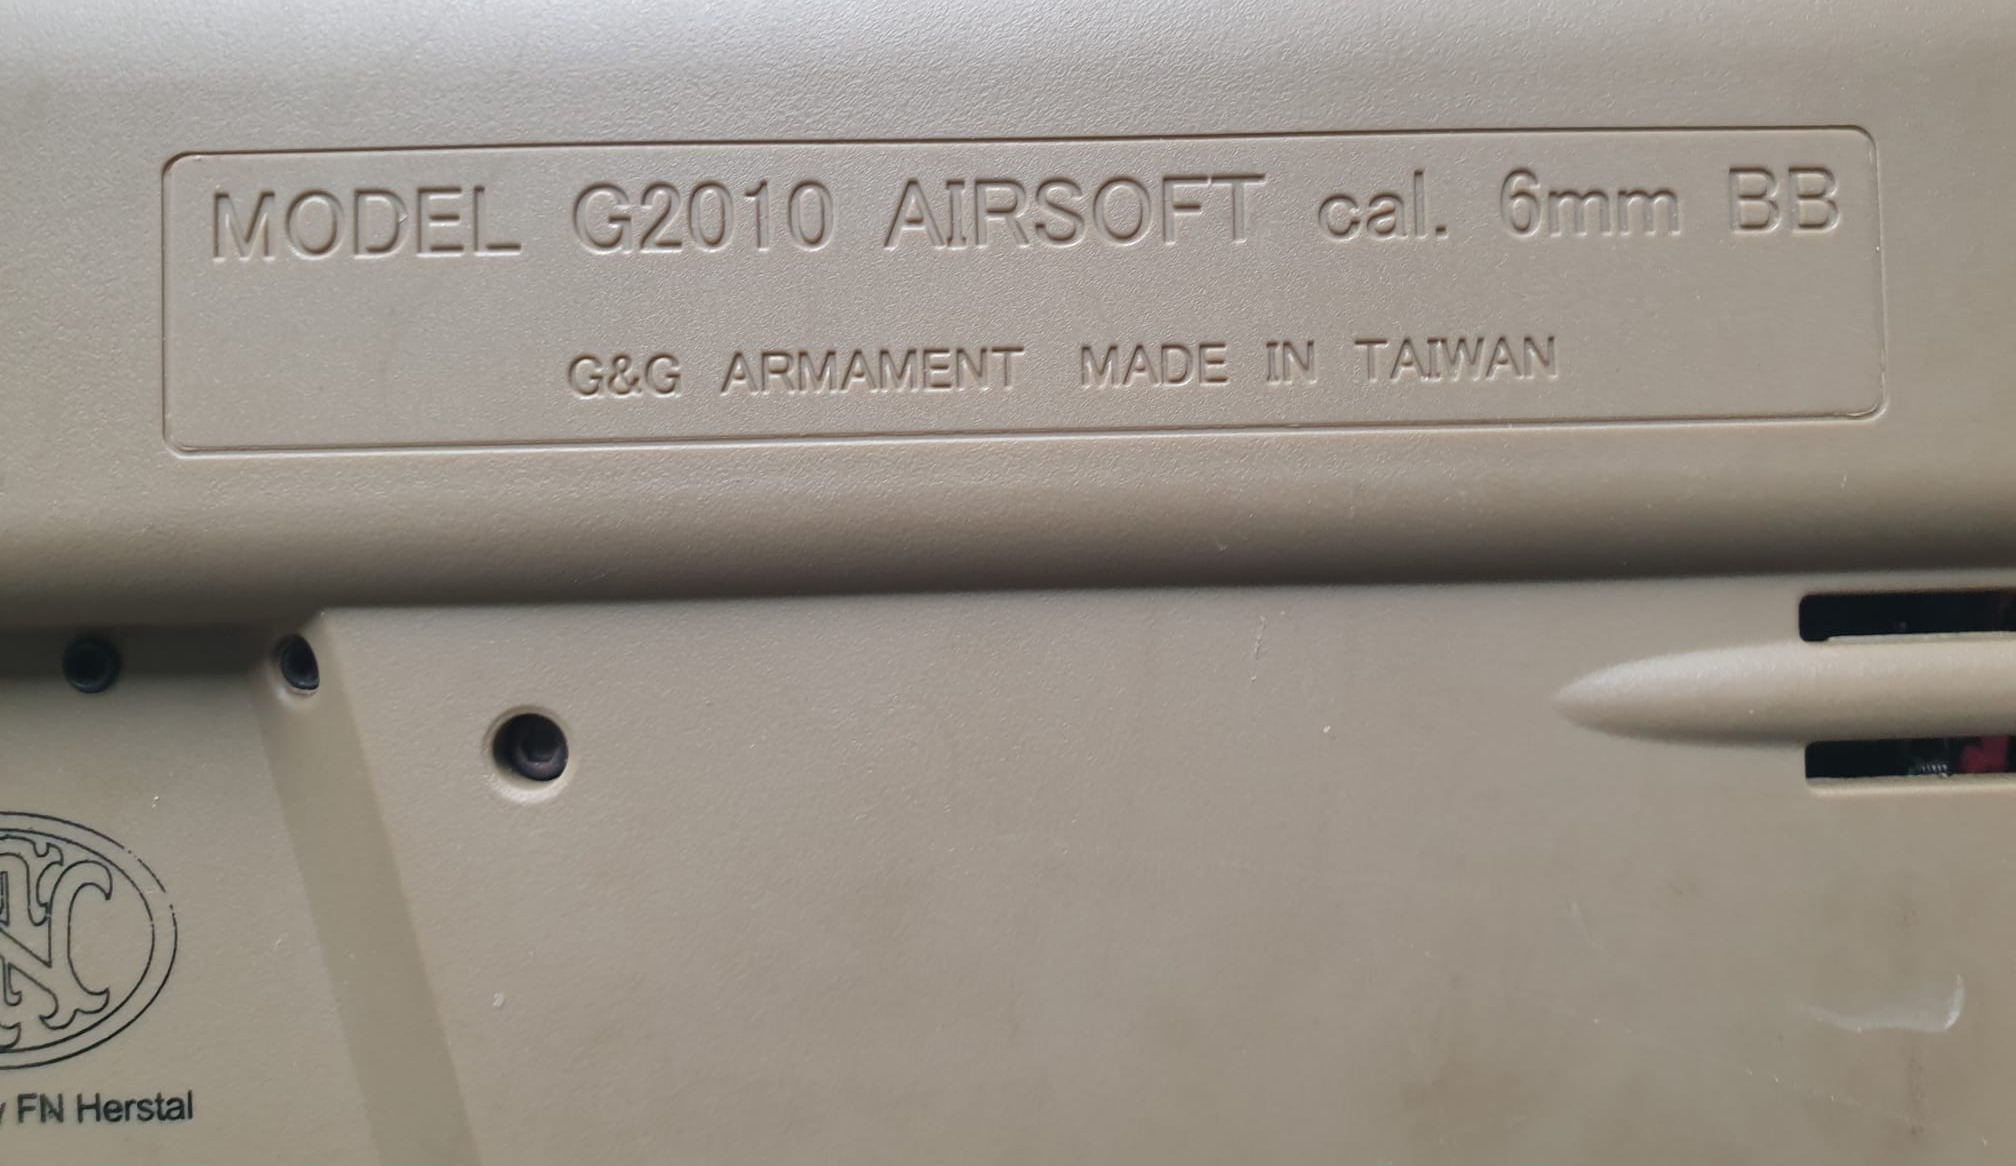 MODEL G2010 AIRSOFT cal. 6mm BB
G&G ARMAMENT MADE IN TAIWAN
FN Herstal